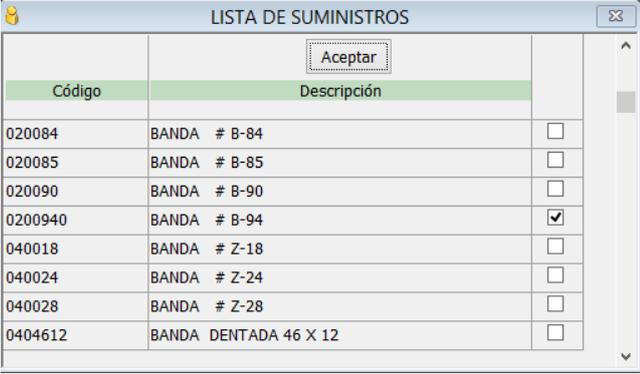 LISTA DE SUMINISTROS
Aceptar
Código Descripción
020084 BANDA # B-84
020085 BANDA # B-85
020090 BANDA # B-90
0200940 BANDA # B-94
040018 BANDA # Z-18
040024 BANDA # Z-24
040028 BANDA # Z-28
0404612 BANDA DENTADA 46 X 12